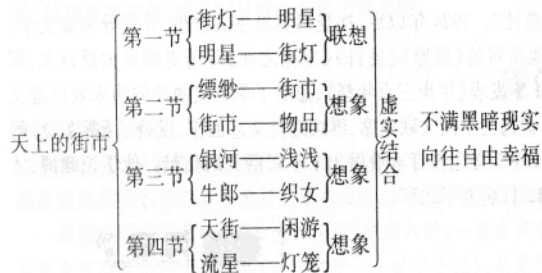 第一节 街灯——明星 联想
明星——街灯
第一节 缥缈——街市 想象
街市——物品
天上的街市
第三节 银河——浅浅 想象
牛郎——织女
第四节 天街——闲游 想象
流星——灯笼
虚实结合
不满黑暗现实
向往自由幸福